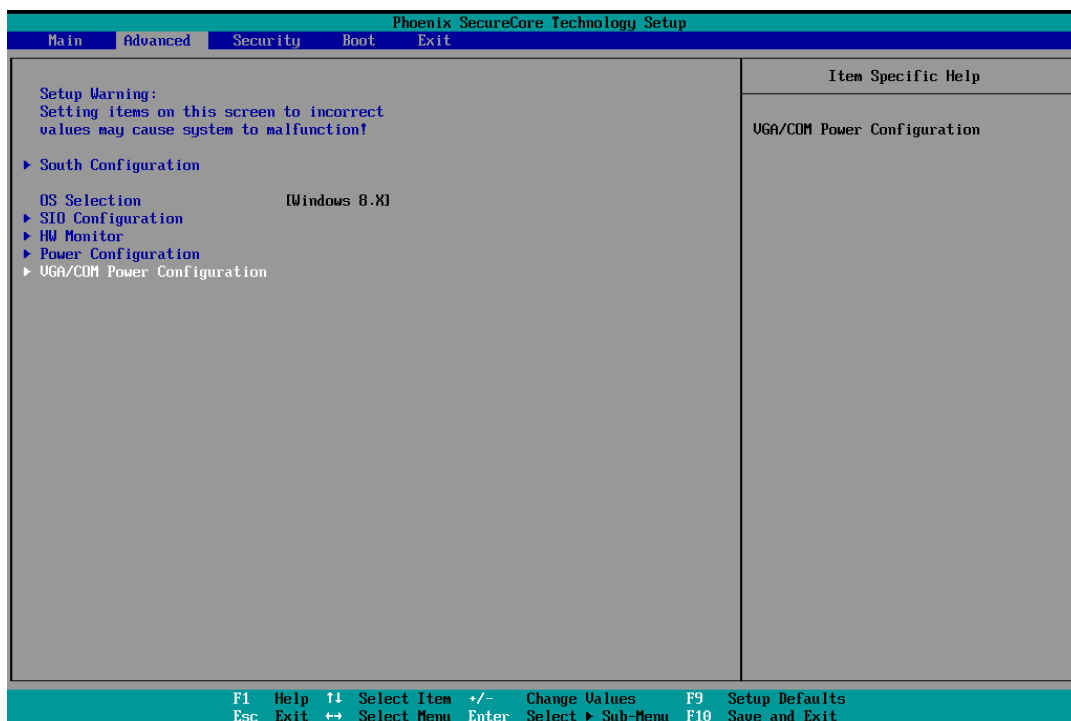 Phoenix SecureCore Technology Setup
Main Advanced Security Boot Exit
Setup Warning:
Setting items on this screen to incorrect
values may cause system to malfunction!
▶ South Configuration
OS Selection [Windows 8.X]
▶ SIO Configuration
▶ HW Monitor
▶ Power Configuration
▶ VGA/COM Power Configuration
Item Specific Help
VGA/COM Power Configuration
F1 Help ↑↓ Select Item +/- Change Values F9 Setup Defaults
Esc Exit ↔ Select Menu Enter Select ▶ Sub-Menu F10 Save and Exit